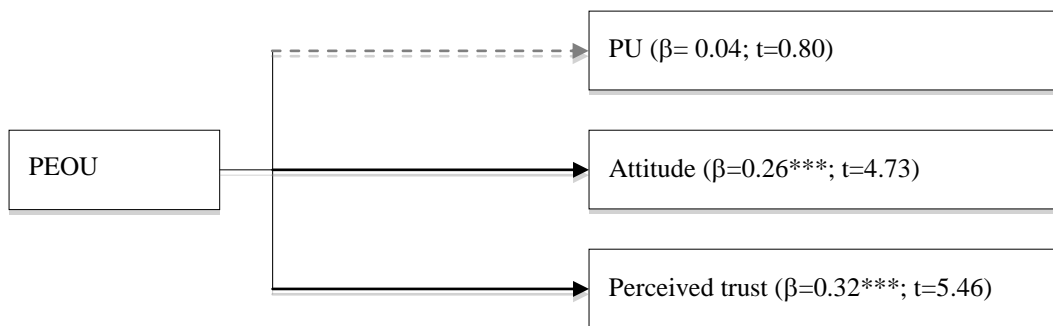 PU (β= 0.04; t=0.80)
PEOU
Attitude (β=0.26***; t=4.73)
Perceived trust (β=0.32***; t=5.46)